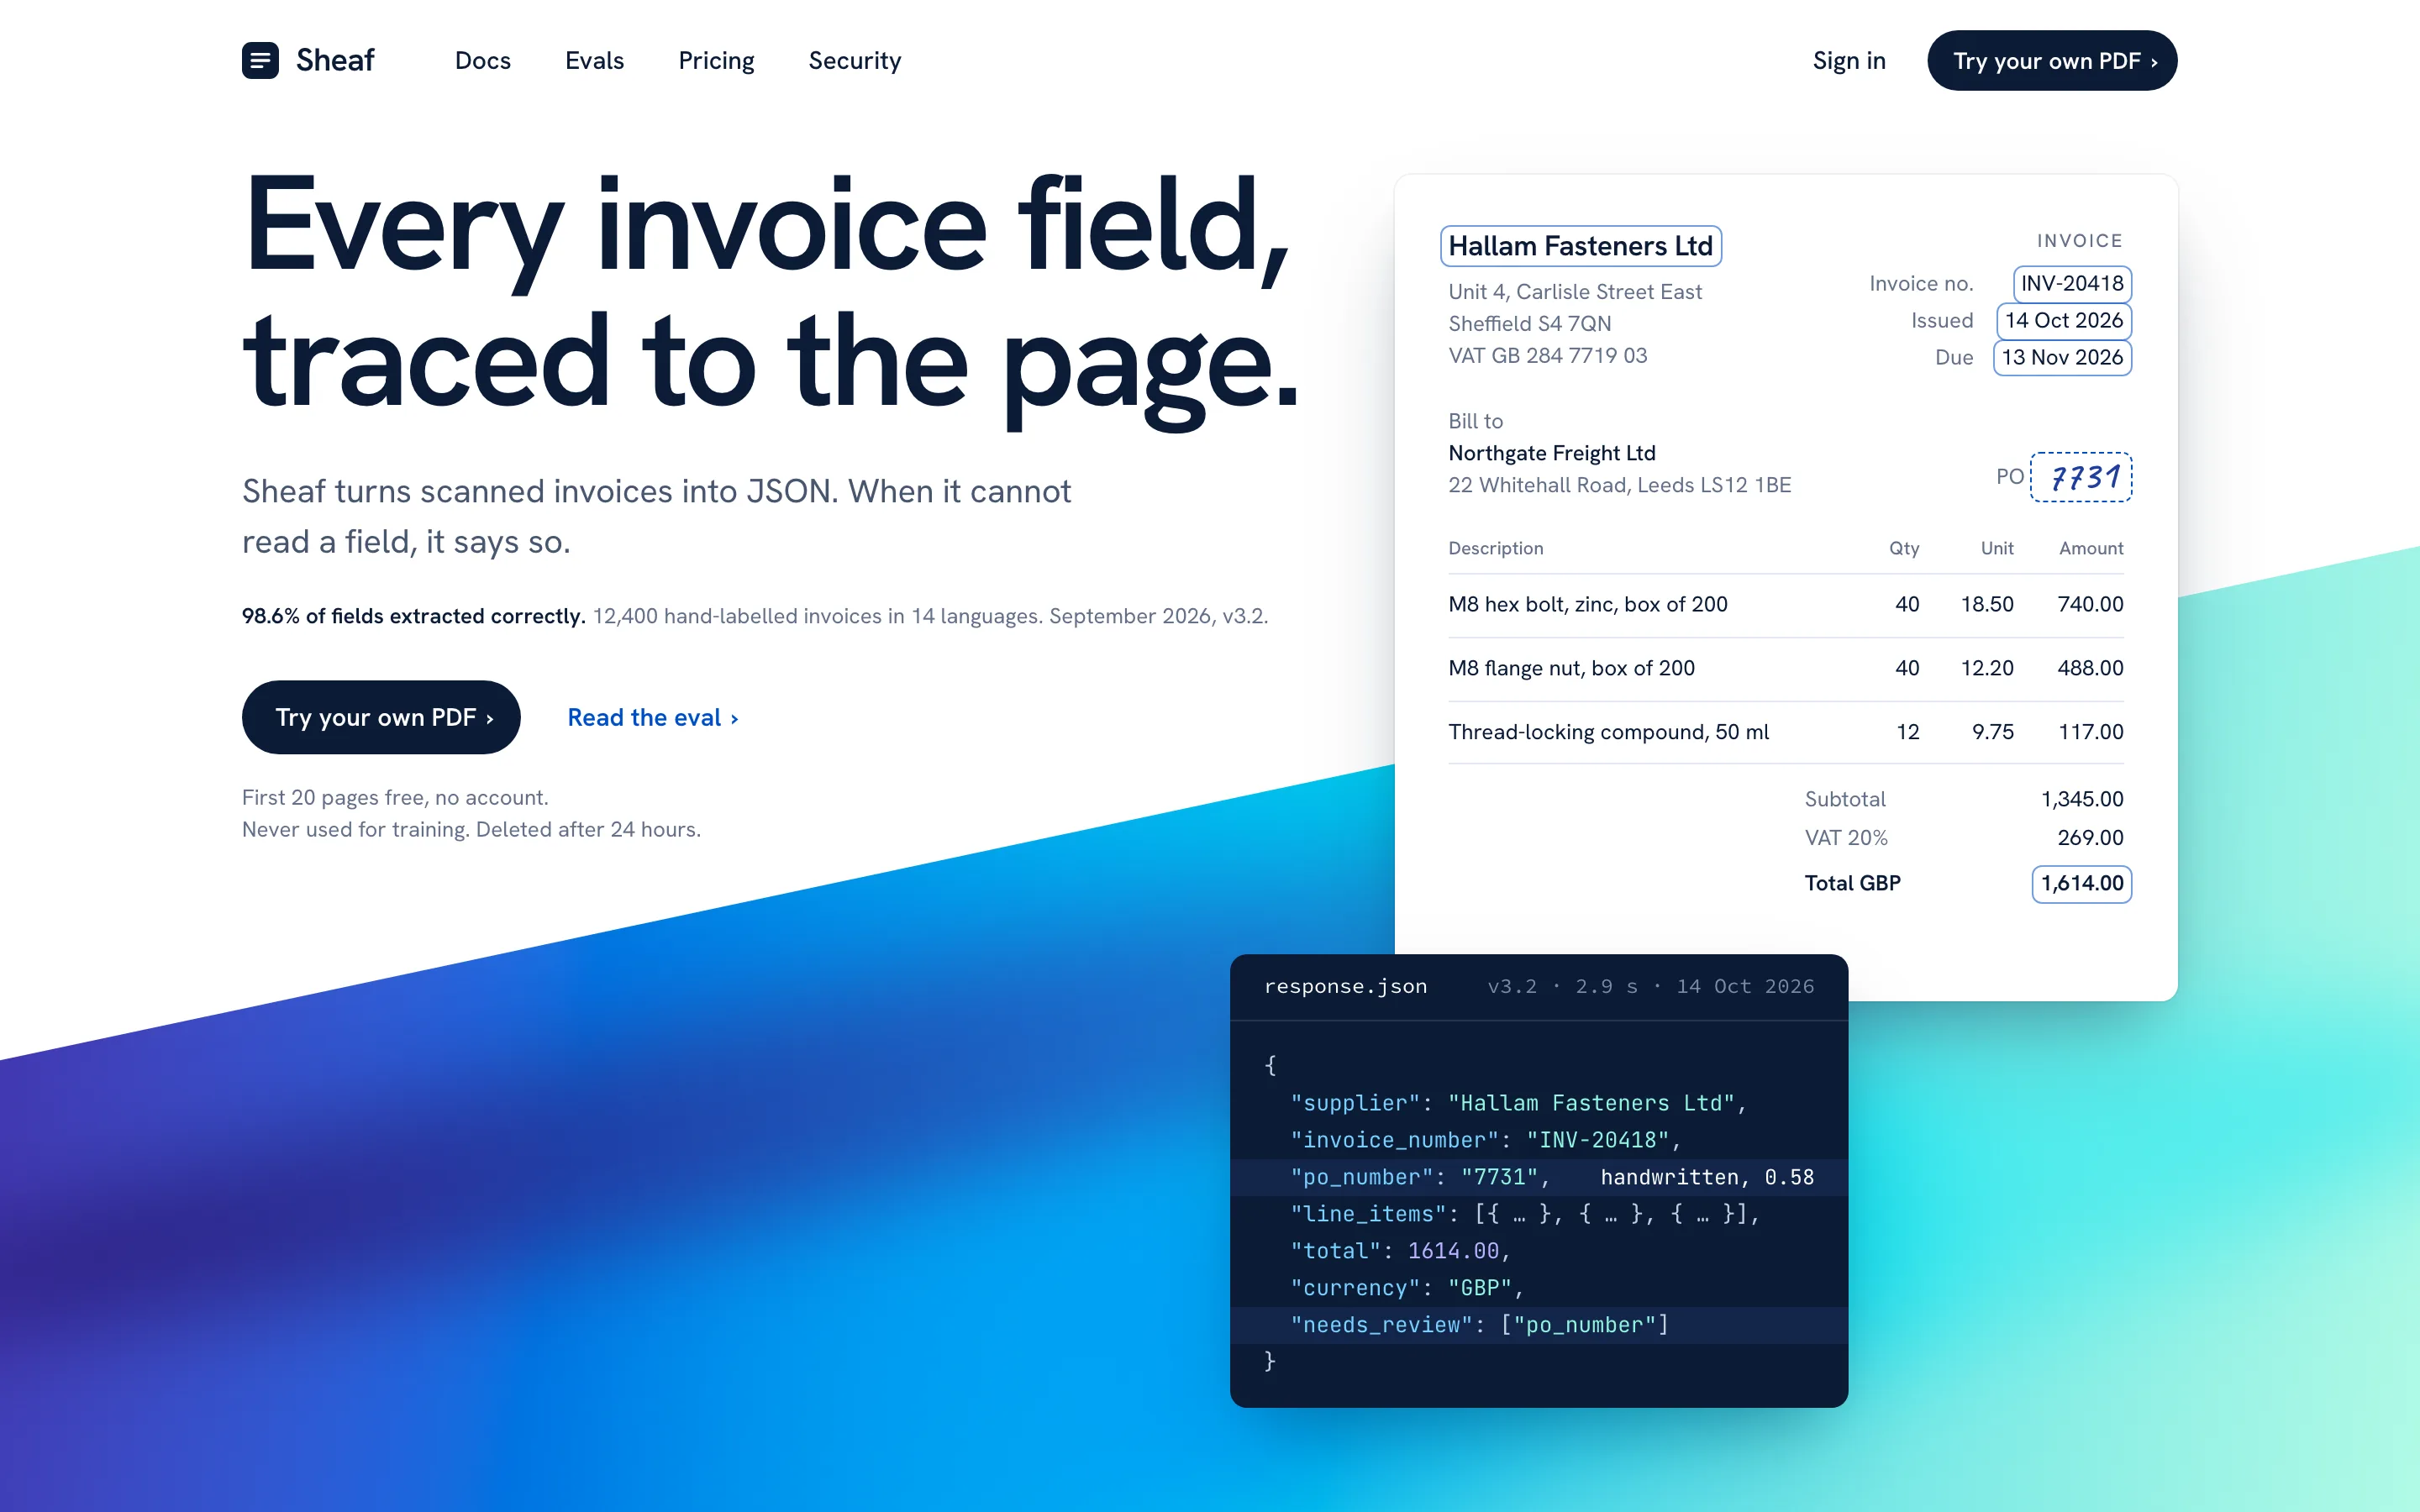 Sheaf Docs Evals Pricing Security Sign in Try your own PDF ›
Every invoice field,
traced to the page.
Sheaf turns scanned invoices into JSON. When it cannot
read a field, it says so.
98.6% of fields extracted correctly. 12,400 hand-labelled invoices in 14 languages. September 2026, v3.2.
Try your own PDF › Read the eval ›
First 20 pages free, no account.
Never used for training. Deleted after 24 hours.
Hallam Fasteners Ltd
Unit 4, Carlisle Street East
Sheffield S4 7QN
VAT GB 284 7719 03
INVOICE
Invoice no. INV-20418
Issued 14 Oct 2026
Due 13 Nov 2026
Bill to
Northgate Freight Ltd
22 Whitehall Road, Leeds LS12 1BE
PO 7731
Description Qty Unit Amount
M8 hex bolt, zinc, box of 200 40 18.50 740.00
M8 flange nut, box of 200 40 12.20 488.00
Thread-locking compound, 50 ml 12 9.75 117.00
Subtotal 1,345.00
VAT 20% 269.00
Total GBP 1,614.00
response.json v3.2 · 2.9 s · 14 Oct 2026
{
"supplier": "Hallam Fasteners Ltd",
"invoice_number": "INV-20418",
"po_number": "7731", handwritten, 0.58
"line_items": [{ … }, { … }, { … }],
"total": 1614.00,
"currency": "GBP",
"needs_review": ["po_number"]
}